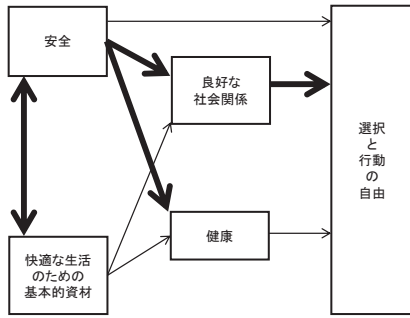 安全
良好な
社会関係
選択
と
行動
の
自由
健康
快適な生活
のための
基本的資材